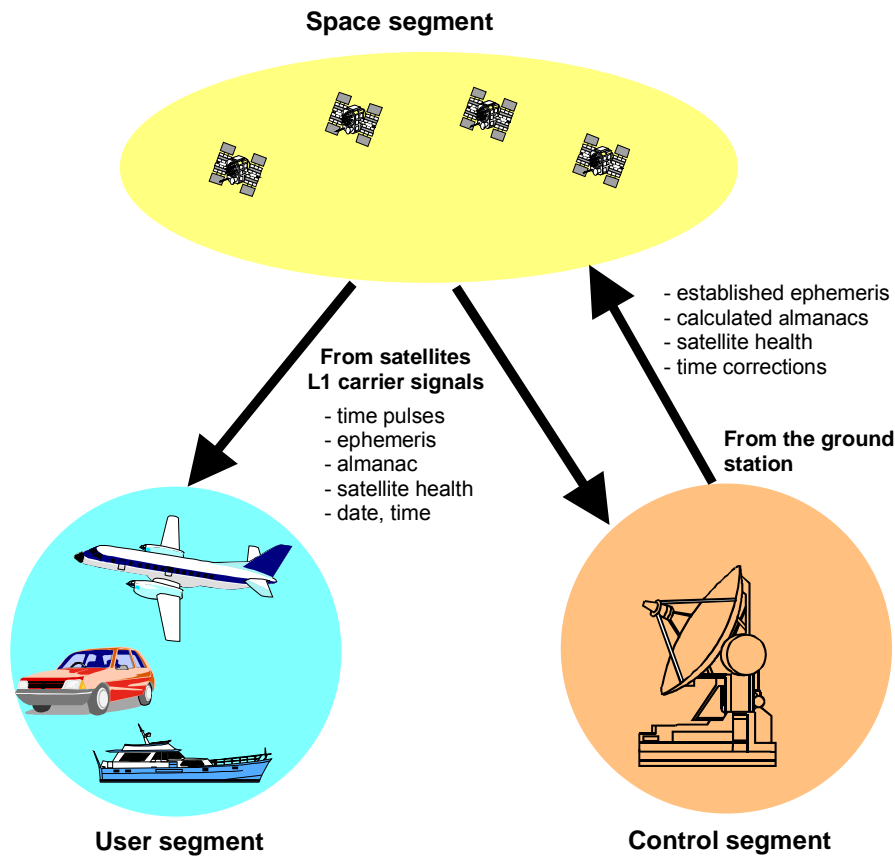 Space segment
- established ephemeris
- calculated almanacs
- satellite health
- time corrections
From satellites
L1 carrier signals
- time pulses
- ephemeris
- almanac
- satellite health
- date, time
From the ground
station
User segment
Control segment